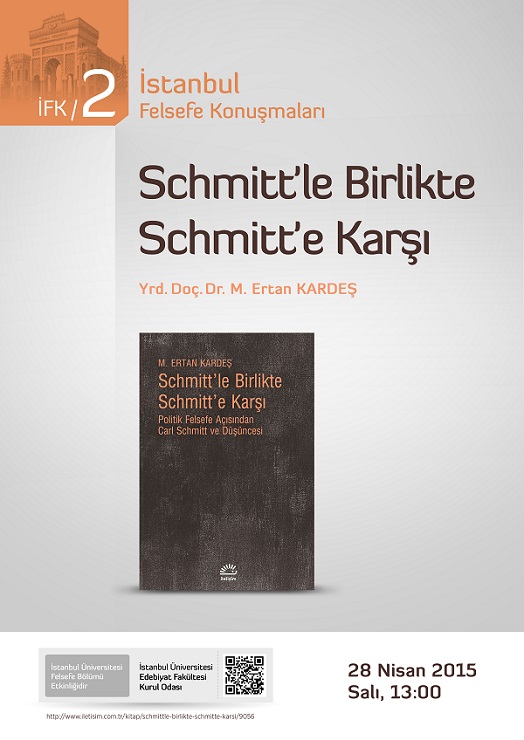 İFK / 2
İstanbul
Felsefe Konuşmaları
Schmitt'le Birlikte
Schmitt'e Karşı
Yrd. Doç. Dr. M. Ertan KARDEŞ
M. ERTAN KARDEŞ
Schmitt'le Birlikte
Schmitt'e Karşı
Politik Felsefe Açısından
Carl Schmitt ve Düşüncesi
iletişim
İstanbul Üniversitesi
Felsefe Bölümü
Etkinliğidir
İstanbul Üniversitesi
Edebiyat Fakültesi
Kurul Odası
28 Nisan 2015
Salı, 13:00
http://www.iletisim.com.tr/kitap/schmittle-birlikte-schmitte-karsi/9056